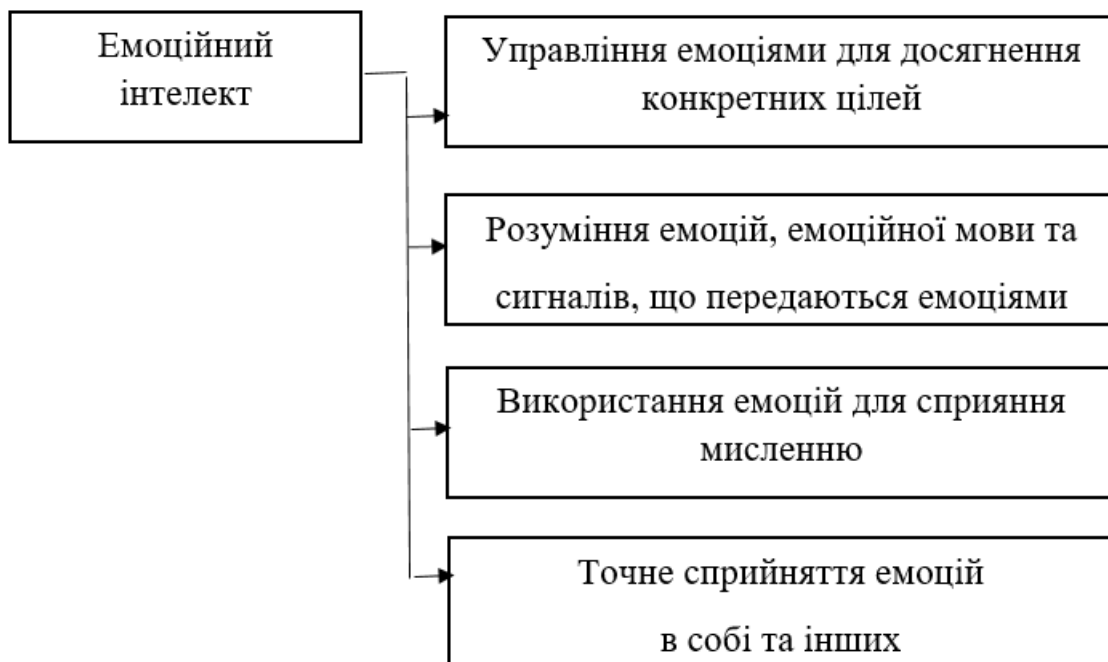 Емоційний
інтелект
Управління емоціями для досягнення
конкретних цілей
Розуміння емоцій, емоційної мови та
сигналів, що передаються емоціями
Використання емоцій для сприяння
мисленню
Точне сприйняття емоцій
в собі та інших